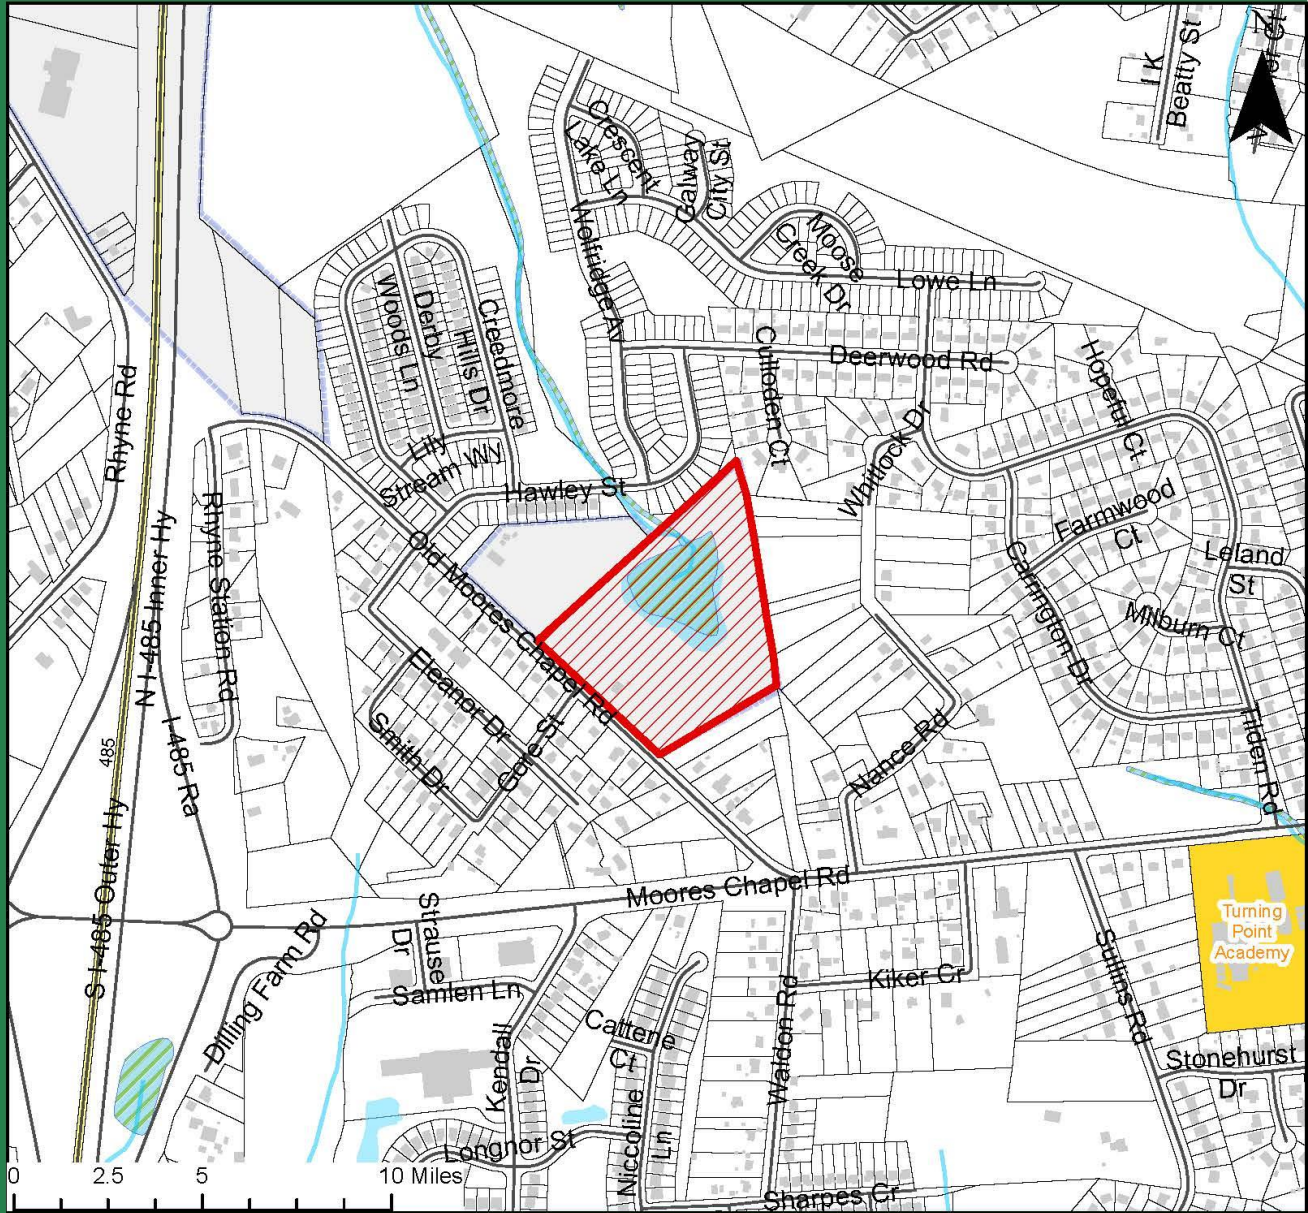 J K
Beatty St
er Ct
Crescent
Lake Ln
Galway
City St
Wolfridge Av
Moose
Creek Dr
Lowe Ln
Woods Ln
Derby
Hills Dr
Creedmore
Culloden Ct
Deerwood Rd
Hopeful Ct
Rhyne Rd
Whitlock Dr
Lily
Stream Wy
Hawley St
Farmwood
Ct
Leland
St
Rhyne Station Rd
N I-485 Inner Hy
Old Moores Chapel Rd
Carrington Dr
Milburn Ct
Eleanor Dr
Smith Dr
Gore St
Nance Rd
Tilden Rd
I-485 Ra
485
S I-485 Outer Hy
Moores Chapel Rd
Strause
Dr
Dilling Farm Rd
Samlen Ln
Kiker Cr
Sullins Rd
Turning
Point
Academy
Cattene
Ct
Kendall
Dr
Waldon Rd
Stonehurst
Dr
Niccoline
Ln
Longnor St
Sharpes Cr
0 2.5 5 10 Miles